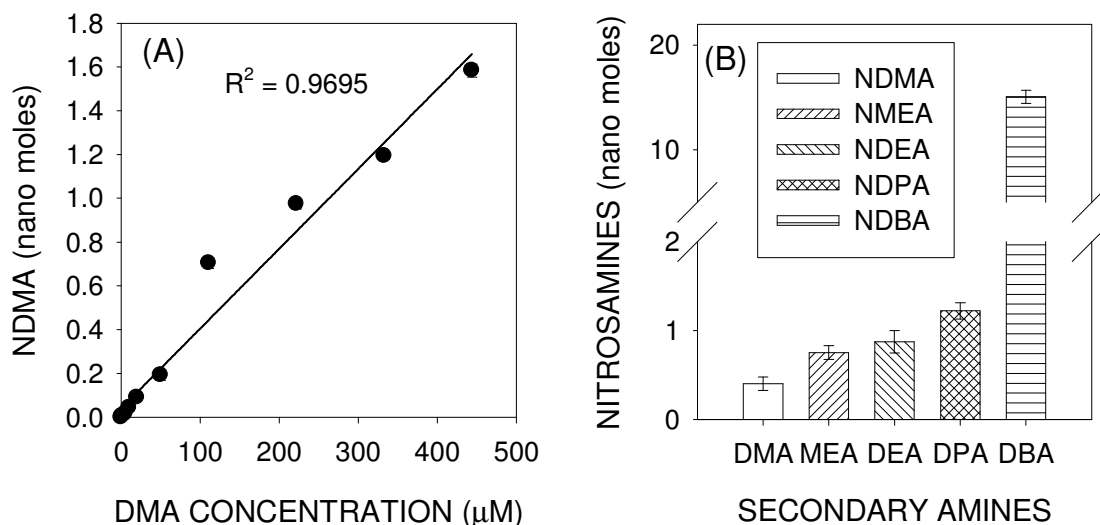 (A)
R² = 0.9695
NDMA (nano moles)
1.8
1.6
1.4
1.2
1.0
0.8
0.6
0.4
0.2
0.0
0 100 200 300 400 500
DMA CONCENTRATION (μM)
(B)
NDMA
NMEA
NDEA
NDPA
NDBA
NITROSAMINES (nano moles)
20
10
2
1
0
DMA MEA DEA DPA DBA
SECONDARY AMINES